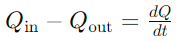 Q_in − Q_out = dQ/dt